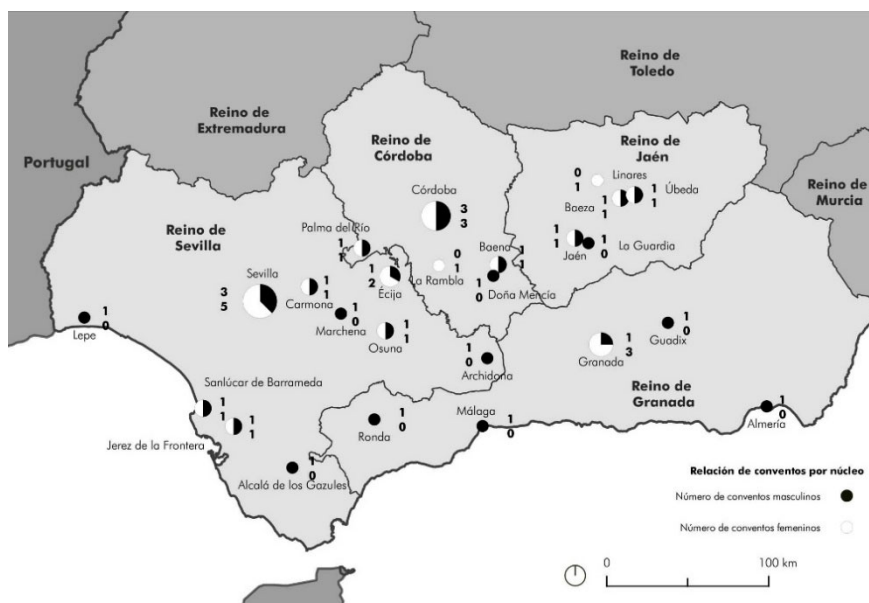 Reino de
Toledo
Reino de
Extremadura
Reino de
Córdoba
Reino de
Jaén
Portugal
Reino de
Murcia
0
1
Linares
Úbeda
1
1
Baeza
1
1
Córdoba
3
3
Reino de
Sevilla
Palma del Río
1
1
1
1
Jaén
La Guardia
1
0
Baena
1
1
0
1
La Rambla
1
2
Écija
1
0
Doña Mencía
Sevilla
3
5
Carmona
1
1
Marchena
1
0
Lepe
1
0
Osuna
1
1
Guadix
1
0
Granada
1
3
1
0
Archidona
Reino de
Granada
Sanlúcar de Barrameda
1
1
1
1
Jerez de la Frontera
Ronda
1
0
Málaga
1
0
Almería
1
0
Alcalá de los Gazules
1
0
Relación de conventos por núcleo
Número de conventos masculinos
Número de conventos femeninos
0
100 km